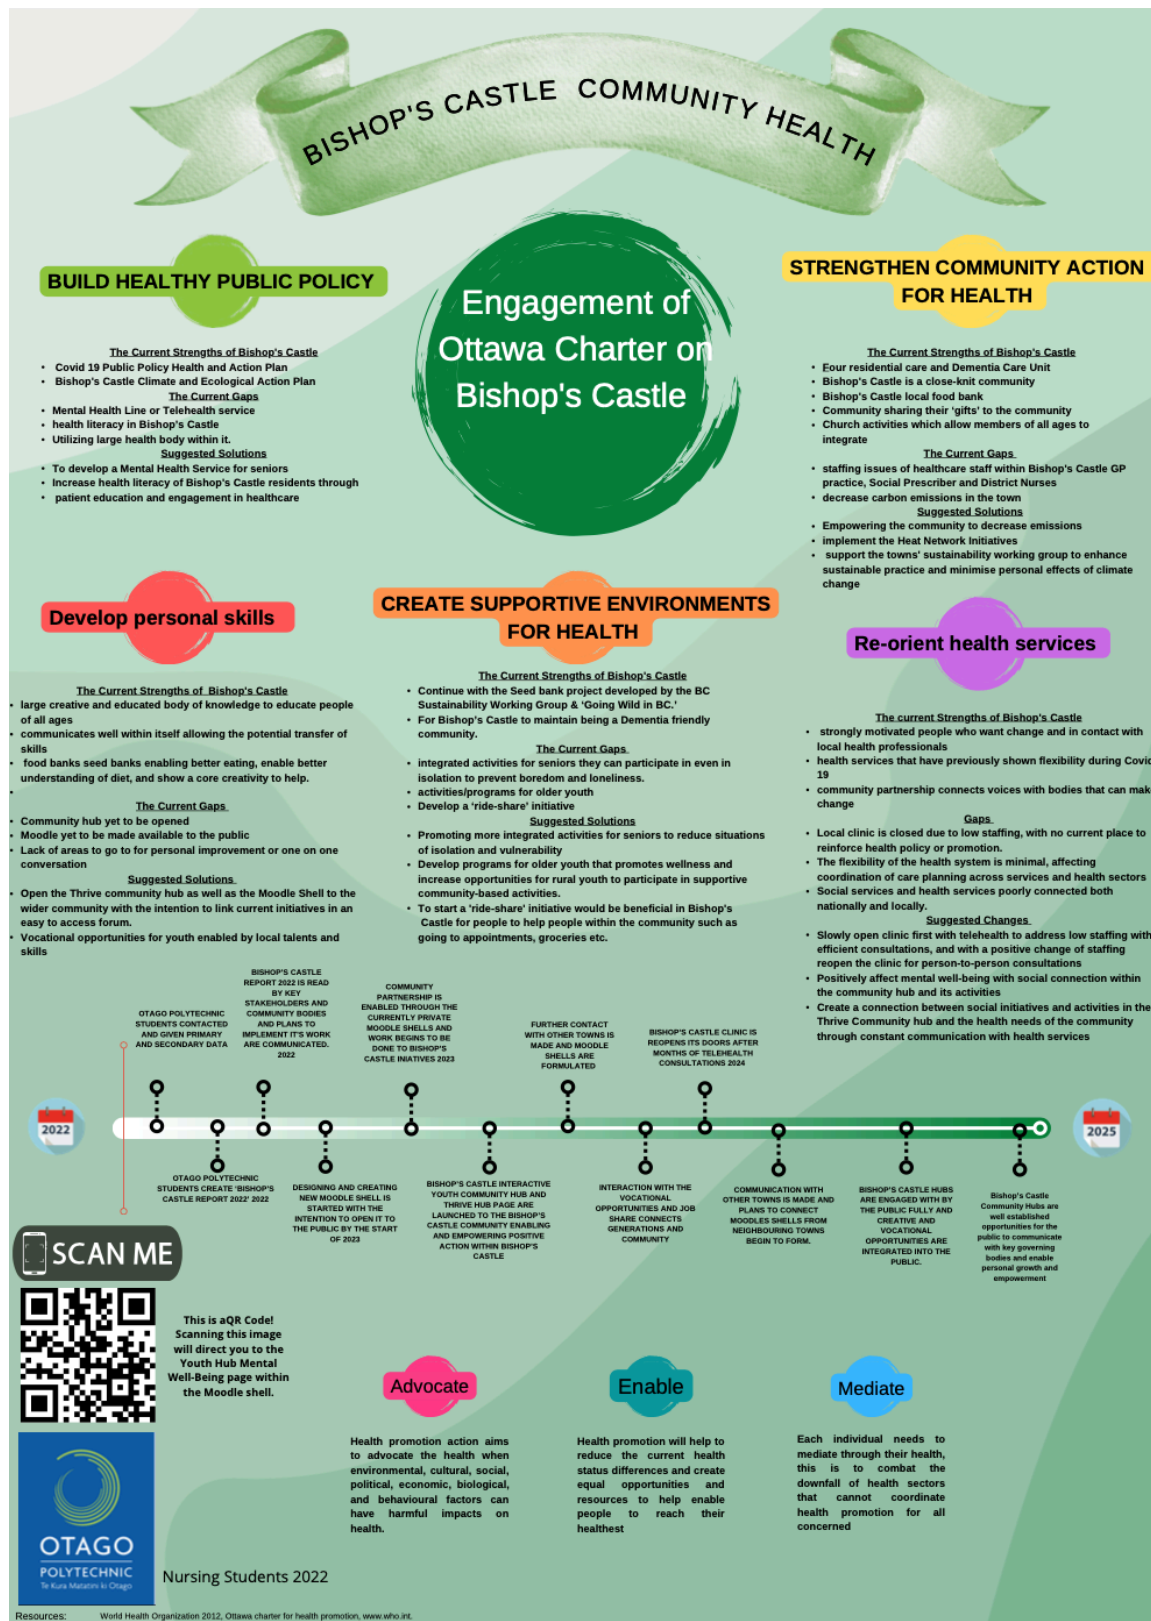 BISHOP'S CASTLE COMMUNITY HEALTH
Engagement of
Ottawa Charter on
Bishop's Castle
BUILD HEALTHY PUBLIC POLICY
The Current Strengths of Bishop's Castle
• Covid 19 Public Policy Health and Action Plan
• Bishop's Castle Climate and Ecological Action Plan
The Current Gaps
• Mental Health Line or Telehealth service
• health literacy in Bishop's Castle
• Utilizing large health body within it.
Suggested Solutions
• To develop a Mental Health Service for seniors
• Increase health literacy of Bishop's Castle residents through
• patient education and engagement in healthcare
STRENGTHEN COMMUNITY ACTION
FOR HEALTH
The Current Strengths of Bishop's Castle
• Four residential care and Dementia Care Unit
• Bishop's Castle is a close-knit community
• Bishop's Castle local food bank
• Community sharing their 'gifts' to the community
• Church activities which allow members of all ages to
integrate
The Current Gaps
• staffing issues of healthcare staff within Bishop's Castle GP
practice, Social Prescriber and District Nurses
• decrease carbon emissions in the town
Suggested Solutions
• Empowering the community to decrease emissions
• implement the Heat Network Initiatives
• support the towns' sustainability working group to enhance
sustainable practice and minimise personal effects of climate
change
Develop personal skills
The Current Strengths of Bishop's Castle
• large creative and educated body of knowledge to educate people
of all ages
• communicates well within itself allowing the potential transfer of
skills
• food banks seed banks enabling better eating, enable better
understanding of diet, and show a core creativity to help.
•
The Current Gaps
• Community hub yet to be opened
• Moodle yet to be made available to the public
• Lack of areas to go to for personal improvement or one on one
conversation
Suggested Solutions
• Open the Thrive community hub as well as the Moodle Shell to the
wider community with the intention to link current initiatives in an
easy to access forum.
• Vocational opportunities for youth enabled by local talents and
skills
CREATE SUPPORTIVE ENVIRONMENTS
FOR HEALTH
The Current Strengths of Bishop's Castle
• Continue with the Seed bank project developed by the BC
Sustainability Working Group & 'Going Wild in BC.'
• For Bishop's Castle to maintain being a Dementia friendly
community.
The Current Gaps
• integrated activities for seniors they can participate in even in
isolation to prevent boredom and loneliness.
• activities/programs for older youth
• Develop a 'ride-share' initiative
Suggested Solutions
• Promoting more integrated activities for seniors to reduce situations
of isolation and vulnerability
• Develop programs for older youth that promotes wellness and
increase opportunities for rural youth to participate in supportive
community-based activities.
• To start a 'ride-share' initiative would be beneficial in Bishop's
Castle for people to help people within the community such as
going to appointments, groceries etc.
Re-orient health services
The current Strengths of Bishop's Castle
• strongly motivated people who want change and in contact with
local health professionals
• health services that have previously shown flexibility during Covid
19
• community partnership connects voices with bodies that can mak
change
Gaps
• Local clinic is closed due to low staffing, with no current place to
reinforce health policy or promotion.
• The flexibility of the health system is minimal, affecting
coordination of care planning across services and health sectors
• Social services and health services poorly connected both
nationally and locally.
Suggested Changes
• Slowly open clinic first with telehealth to address low staffing with
efficient consultations, and with a positive change of staffing
reopen the clinic for person-to-person consultations
• Positively affect mental well-being with social connection within
the community hub and its activities
• Create a connection between social initiatives and activities in the
Thrive Community hub and the health needs of the community
through constant communication with health services
2022
OTAGO POLYTECHNIC
STUDENTS CONTACTED
AND GIVEN PRIMARY
AND SECONDARY DATA
OTAGO POLYTECHNIC
STUDENTS CREATE 'BISHOP'S
CASTLE REPORT 2022' 2022
BISHOP'S CASTLE
REPORT 2022 IS READ
BY KEY
STAKEHOLDERS AND
COMMUNITY BODIES
AND PLANS TO
IMPLEMENT IT'S WORK
ARE COMMUNICATED.
2022
DESIGNING AND CREATING
NEW MOODLE SHELL IS
STARTED WITH THE
INTENTION TO OPEN IT TO
THE PUBLIC BY THE START
OF 2023
COMMUNITY
PARTNERSHIP IS
ENABLED THROUGH THE
CURRENTLY PRIVATE
MOODLE SHELLS AND
WORK BEGINS TO BE
DONE TO BISHOP'S
CASTLE INIATIVES 2023
BISHOP'S CASTLE INTERACTIVE
YOUTH COMMUNITY HUB AND
THRIVE HUB PAGE ARE
LAUNCHED TO THE BISHOP'S
CASTLE COMMUNITY ENABLING
AND EMPOWERING POSITIVE
ACTION WITHIN BISHOP'S
CASTLE
FURTHER CONTACT
WITH OTHER TOWNS IS
MADE AND MOODLE
SHELLS ARE
FORMULATED
INTERACTION WITH THE
VOCATIONAL
OPPORTUNITIES AND JOB
SHARE CONNECTS
GENERATIONS AND
COMMUNITY
BISHOP'S CASTLE CLINIC IS
REOPENS ITS DOORS AFTER
MONTHS OF TELEHEALTH
CONSULTATIONS 2024
COMMUNICATION WITH
OTHER TOWNS IS MADE AND
PLANS TO CONNECT
MOODLES SHELLS FROM
NEIGHBOURING TOWNS
BEGIN TO FORM.
BISHOP'S CASTLE HUBS
ARE ENGAGED WITH BY
THE PUBLIC FULLY AND
CREATIVE AND
VOCATIONAL
OPPORTUNITIES ARE
INTEGRATED INTO THE
PUBLIC.
Bishop's Castle
Community Hubs are
well established
opportunities for the
public to communicate
with key governing
bodies and enable
personal growth and
empowerment
2025
SCAN ME
This is aQR Code!
Scanning this image
will direct you to the
Youth Hub Mental
Well-Being page within
the Moodle shell.
Advocate
Health promotion action aims
to advocate the health when
environmental, cultural, social,
political, economic, biological,
and behavioural factors can
have harmful impacts on
health.
Enable
Health promotion will help to
reduce the current health
status differences and create
equal opportunities and
resources to help enable
people to reach their
healthest
Mediate
Each individual needs to
mediate through their health,
this is to combat the
downfall of health sectors
that cannot coordinate
health promotion for all
concerned
OTAGO
POLYTECHNIC
Te Kura Matatini ki Otago
Nursing Students 2022
Resources: World Health Organization 2012, Ottawa charter for health promotion, www.who.int.